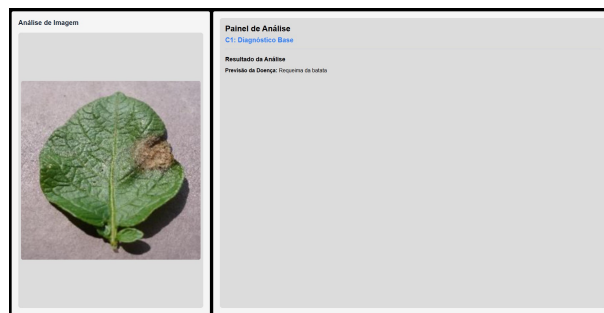 Análise de Imagem
Painel de Análise
C1: Diagnóstico Base
Resultado da Análise
Previsão da Doença: Requeima da batata